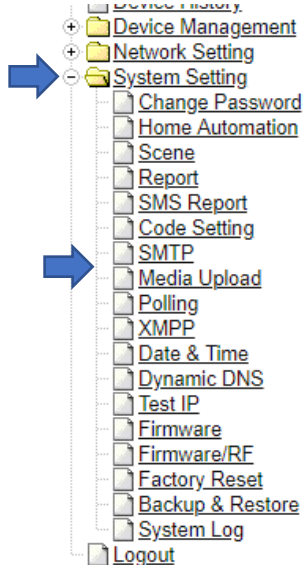 Device History
Device Management
Network Setting
System Setting
Change Password
Home Automation
Scene
Report
SMS Report
Code Setting
SMTP
Media Upload
Polling
XMPP
Date & Time
Dynamic DNS
Test IP
Firmware
Firmware/RF
Factory Reset
Backup & Restore
System Log
Logout